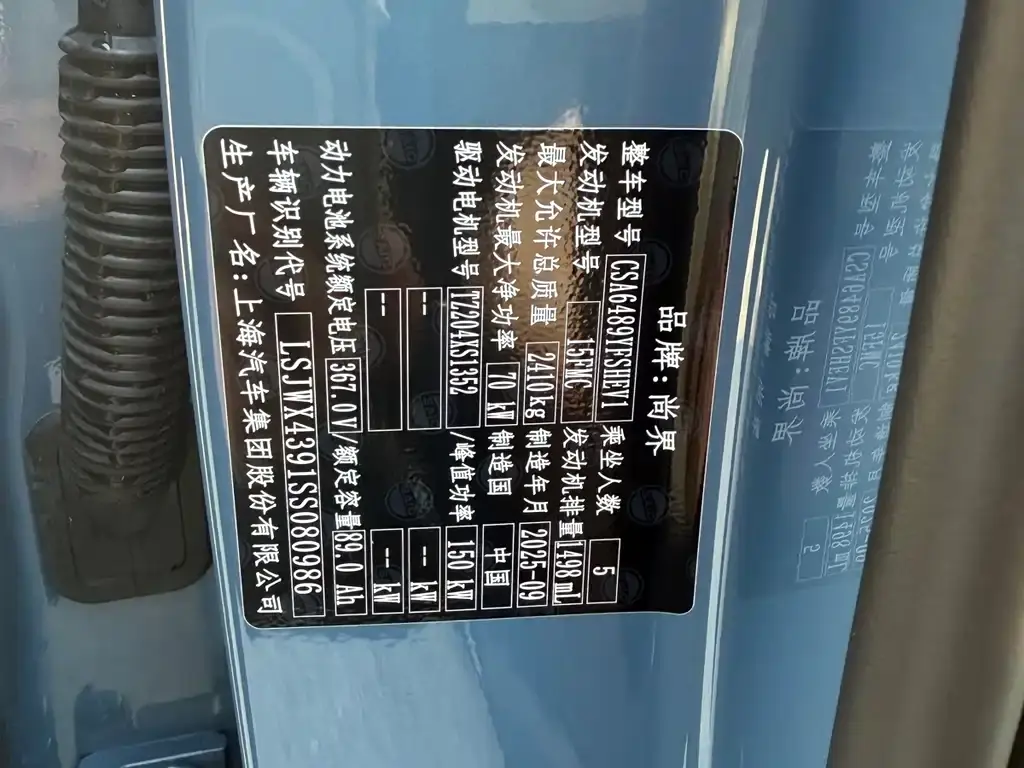 品牌：尚界
整车型号 CSA6489YESHEV1 乘坐人数 5
发动机型号 15FMC 发动机排量 1498 mL
最大允许总质量 2410 kg 制造年月 2025-09
发动机最大净功率 70 kW 制造国 中国
驱动电机型号 TZ204XS1352 /峰值功率 150 kW
-- -- kW
-- -- kW
动力电池系统额定电压 367.0 V/额定容量 89.0 Ah
车辆识别代号 LSJWX4391SS080986
生产厂名：上海汽车集团股份有限公司